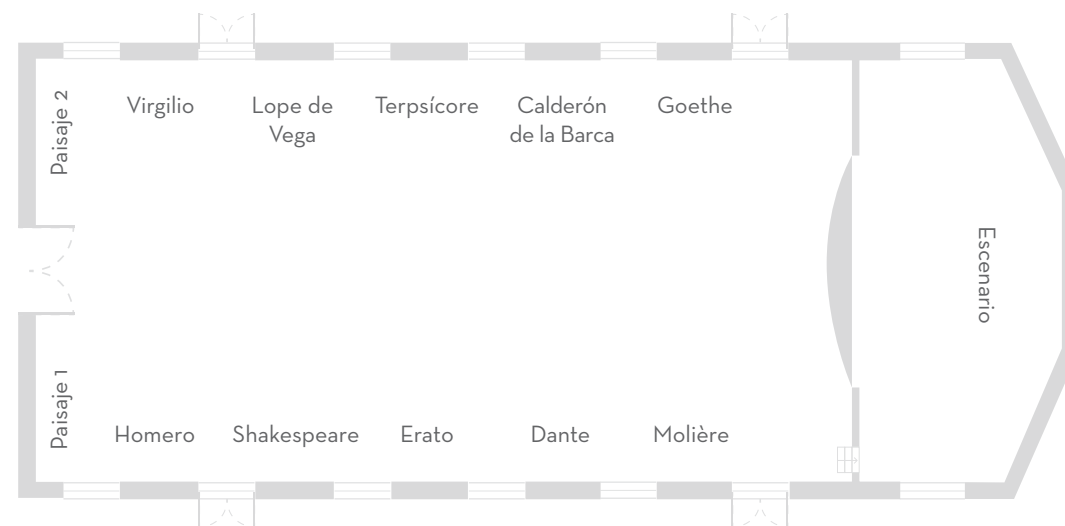 Paisaje 2
Virgilio
Lope de
Vega
Terpsícore
Calderón
de la Barca
Goethe
Escenario
Paisaje 1
Homero
Shakespeare
Erato
Dante
Molière